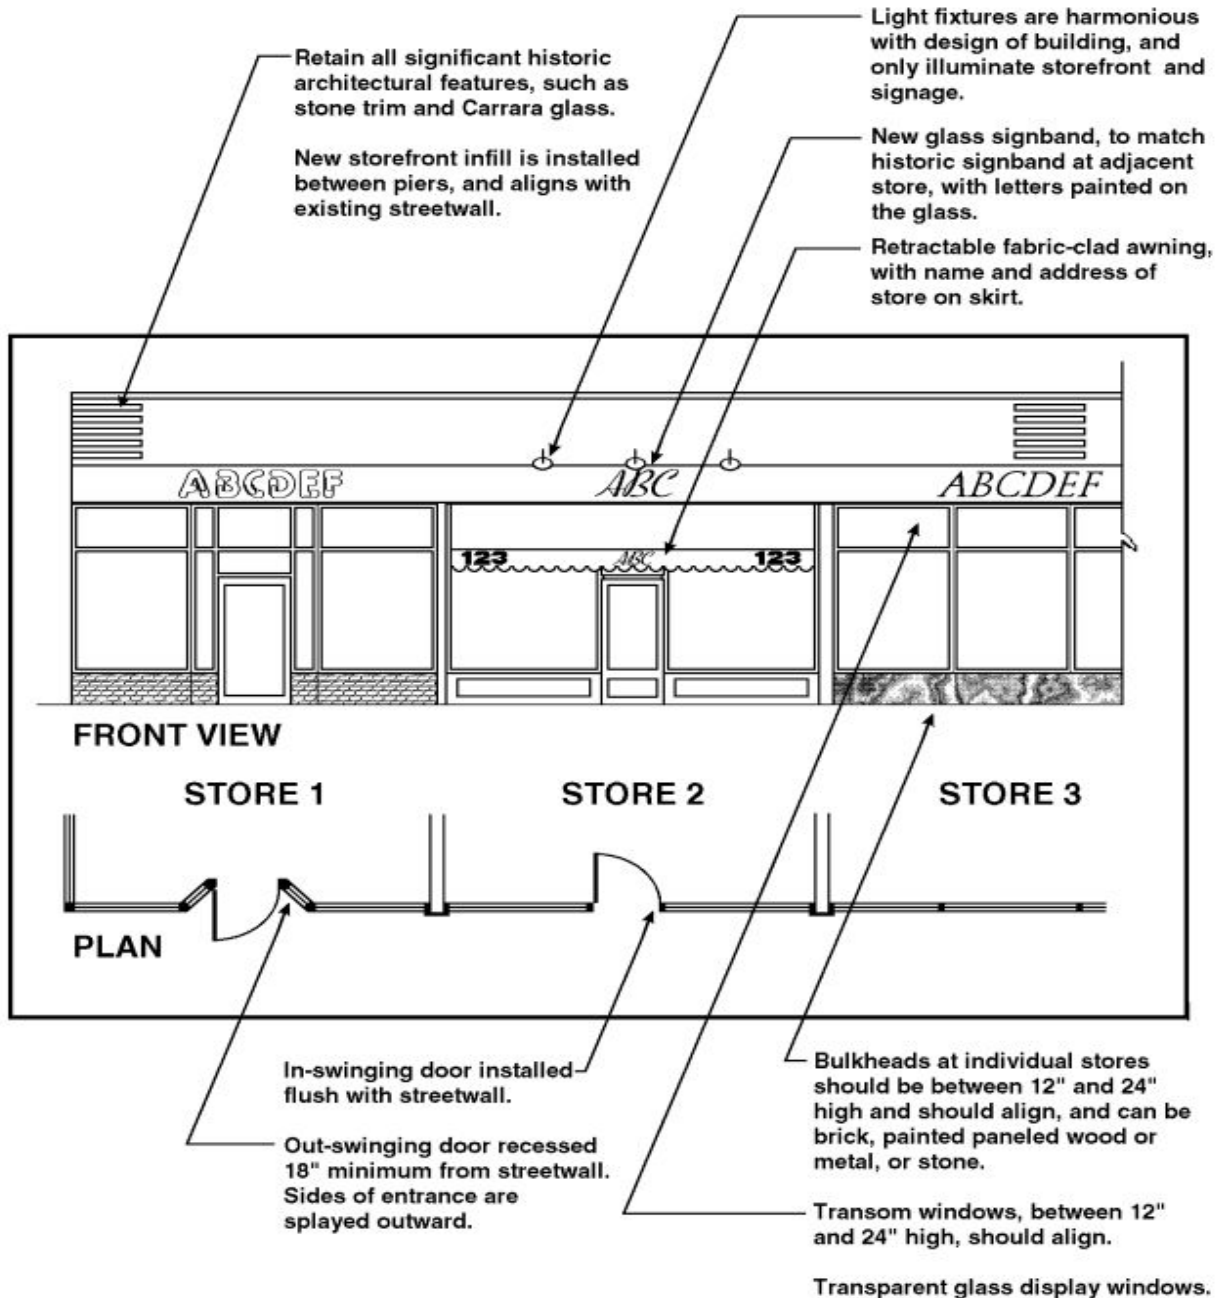 Light fixtures are harmonious
with design of building, and
only illuminate storefront and
signage.
Retain all significant historic
architectural features, such as
stone trim and Carrara glass.
New storefront infill is installed
between piers, and aligns with
existing streetwall.
New glass signband, to match
historic signband at adjacent
store, with letters painted on
the glass.
Retractable fabric-clad awning,
with name and address of
store on skirt.
ABCDEF
ABC
ABCDEF
123
ABC
123
FRONT VIEW
STORE 1
STORE 2
STORE 3
PLAN
In-swinging door installed
flush with streetwall.
Out-swinging door recessed
18" minimum from streetwall.
Sides of entrance are
splayed outward.
Bulkheads at individual stores
should be between 12" and 24"
high and should align, and can be
brick, painted paneled wood or
metal, or stone.
Transom windows, between 12"
and 24" high, should align.
Transparent glass display windows.